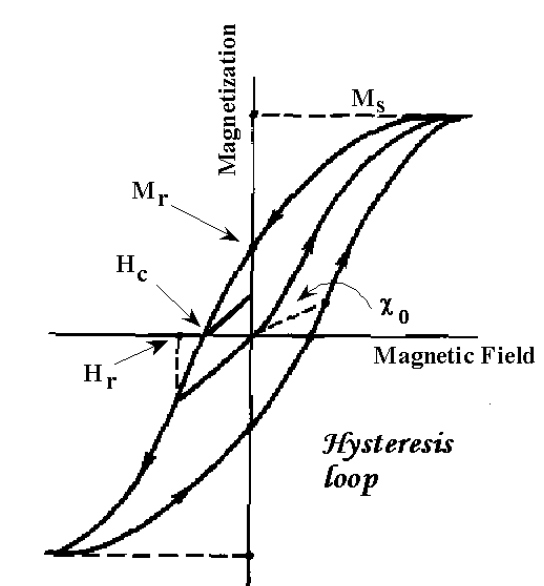 Magnetization
Ms
Mr
Hc
χ0
Magnetic Field
Hr
Hysteresis
loop